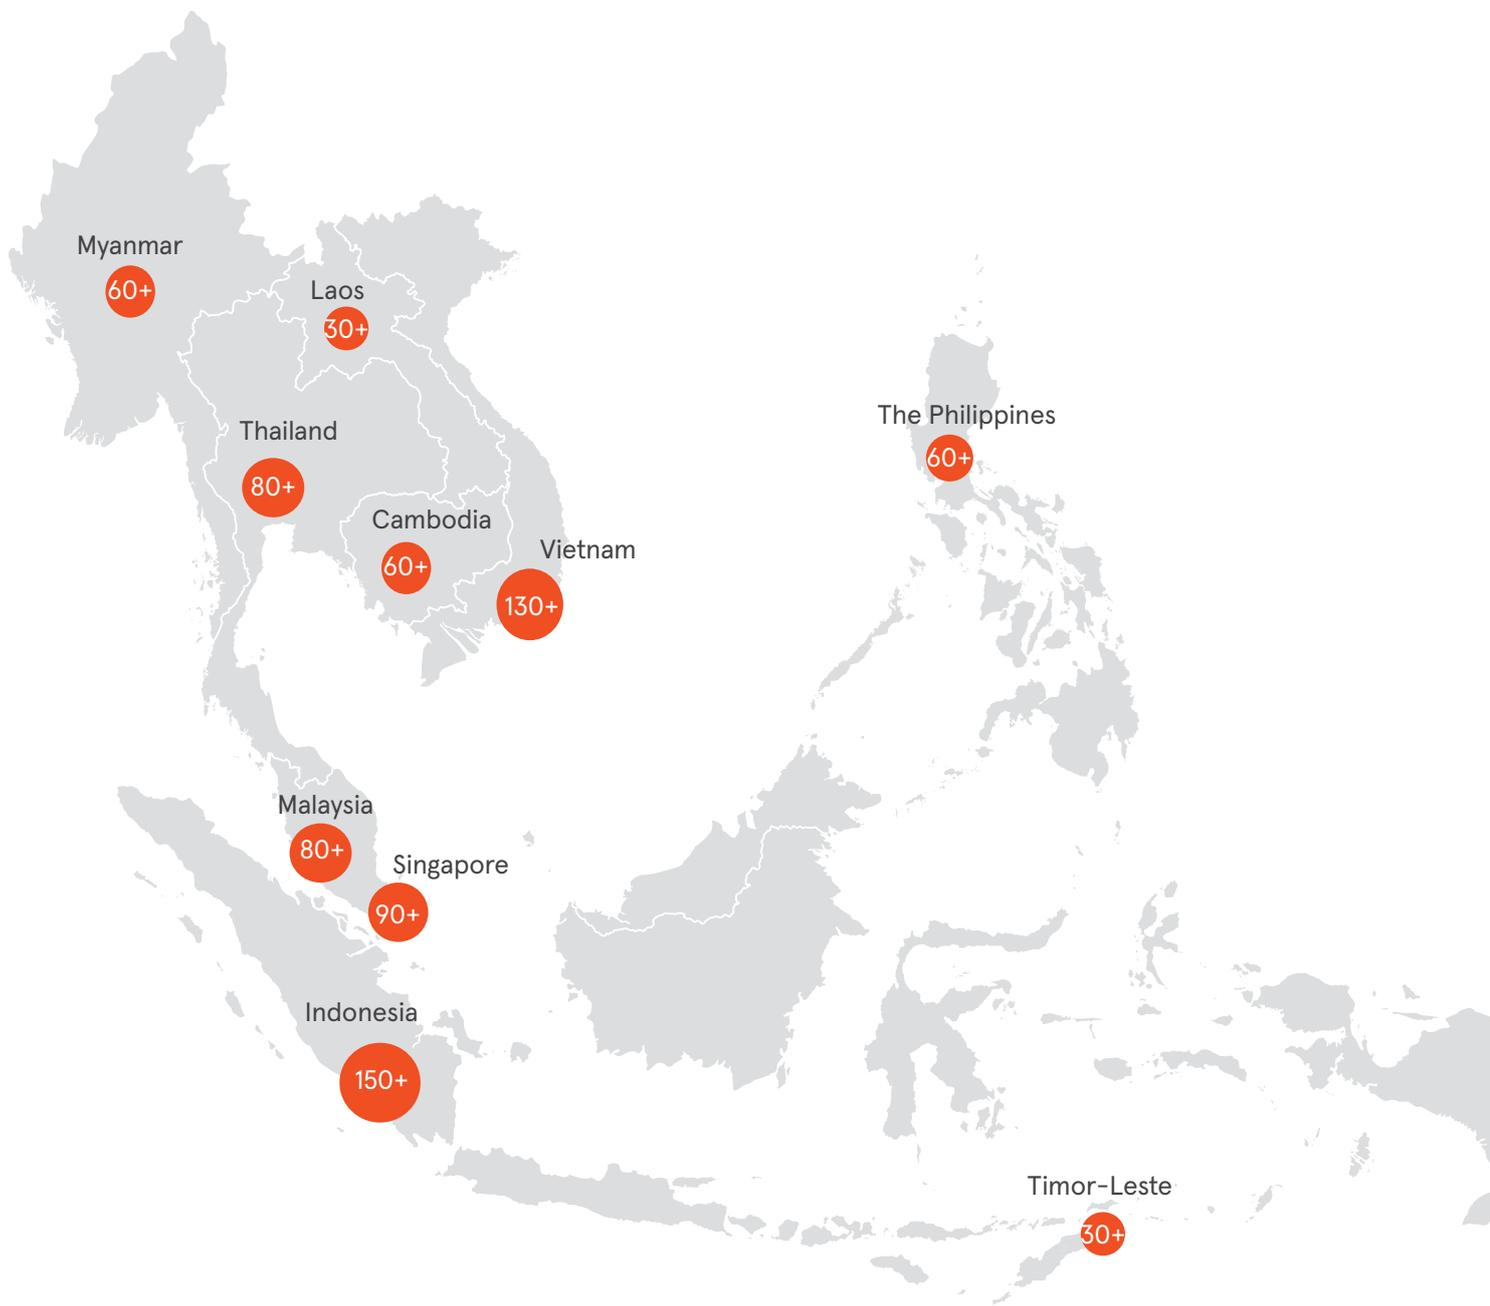 Myanmar
60+
Laos
30+
The Philippines
60+
Thailand
80+
Cambodia
60+
Vietnam
130+
Malaysia
80+
Singapore
90+
Indonesia
150+
Timor-Leste
30+